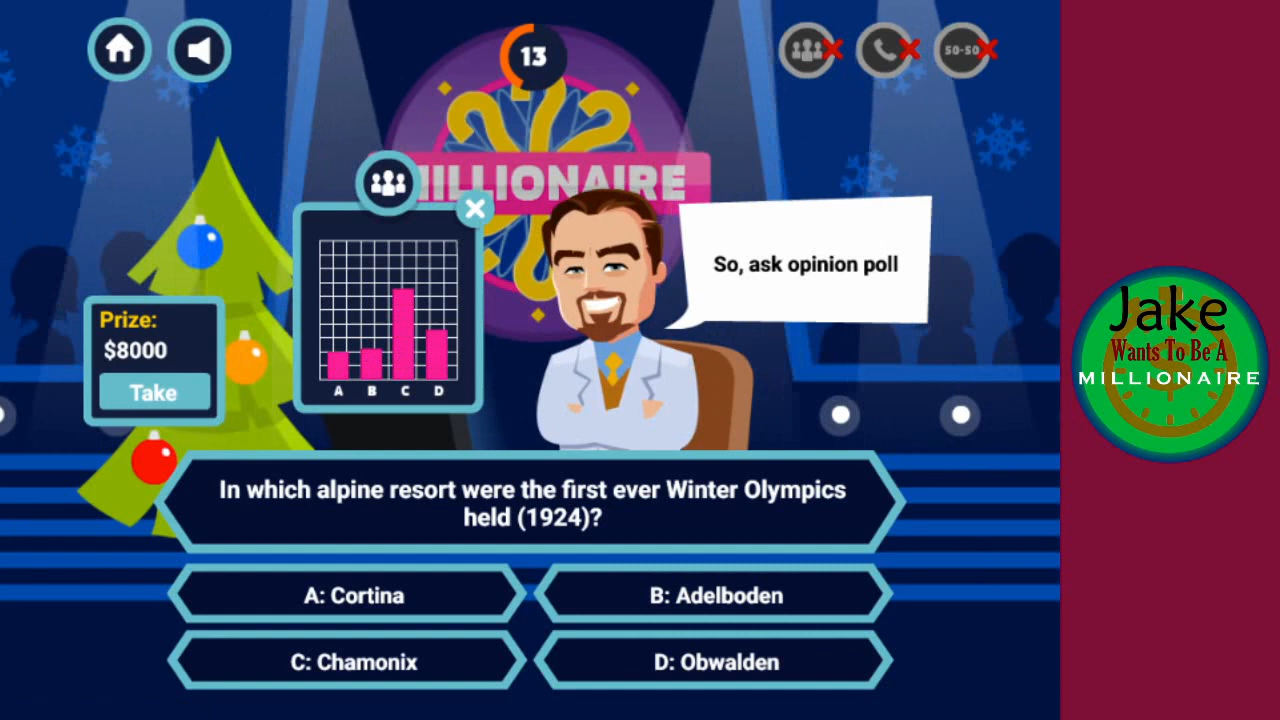 13
50-50
MILLIONAIRE
So, ask opinion poll
Prize:
$8000
Take
A B C D
In which alpine resort were the first ever Winter Olympics
held (1924)?
A: Cortina
B: Adelboden
C: Chamonix
D: Obwalden
Jake
Wants To Be A
MILLIONAIRE